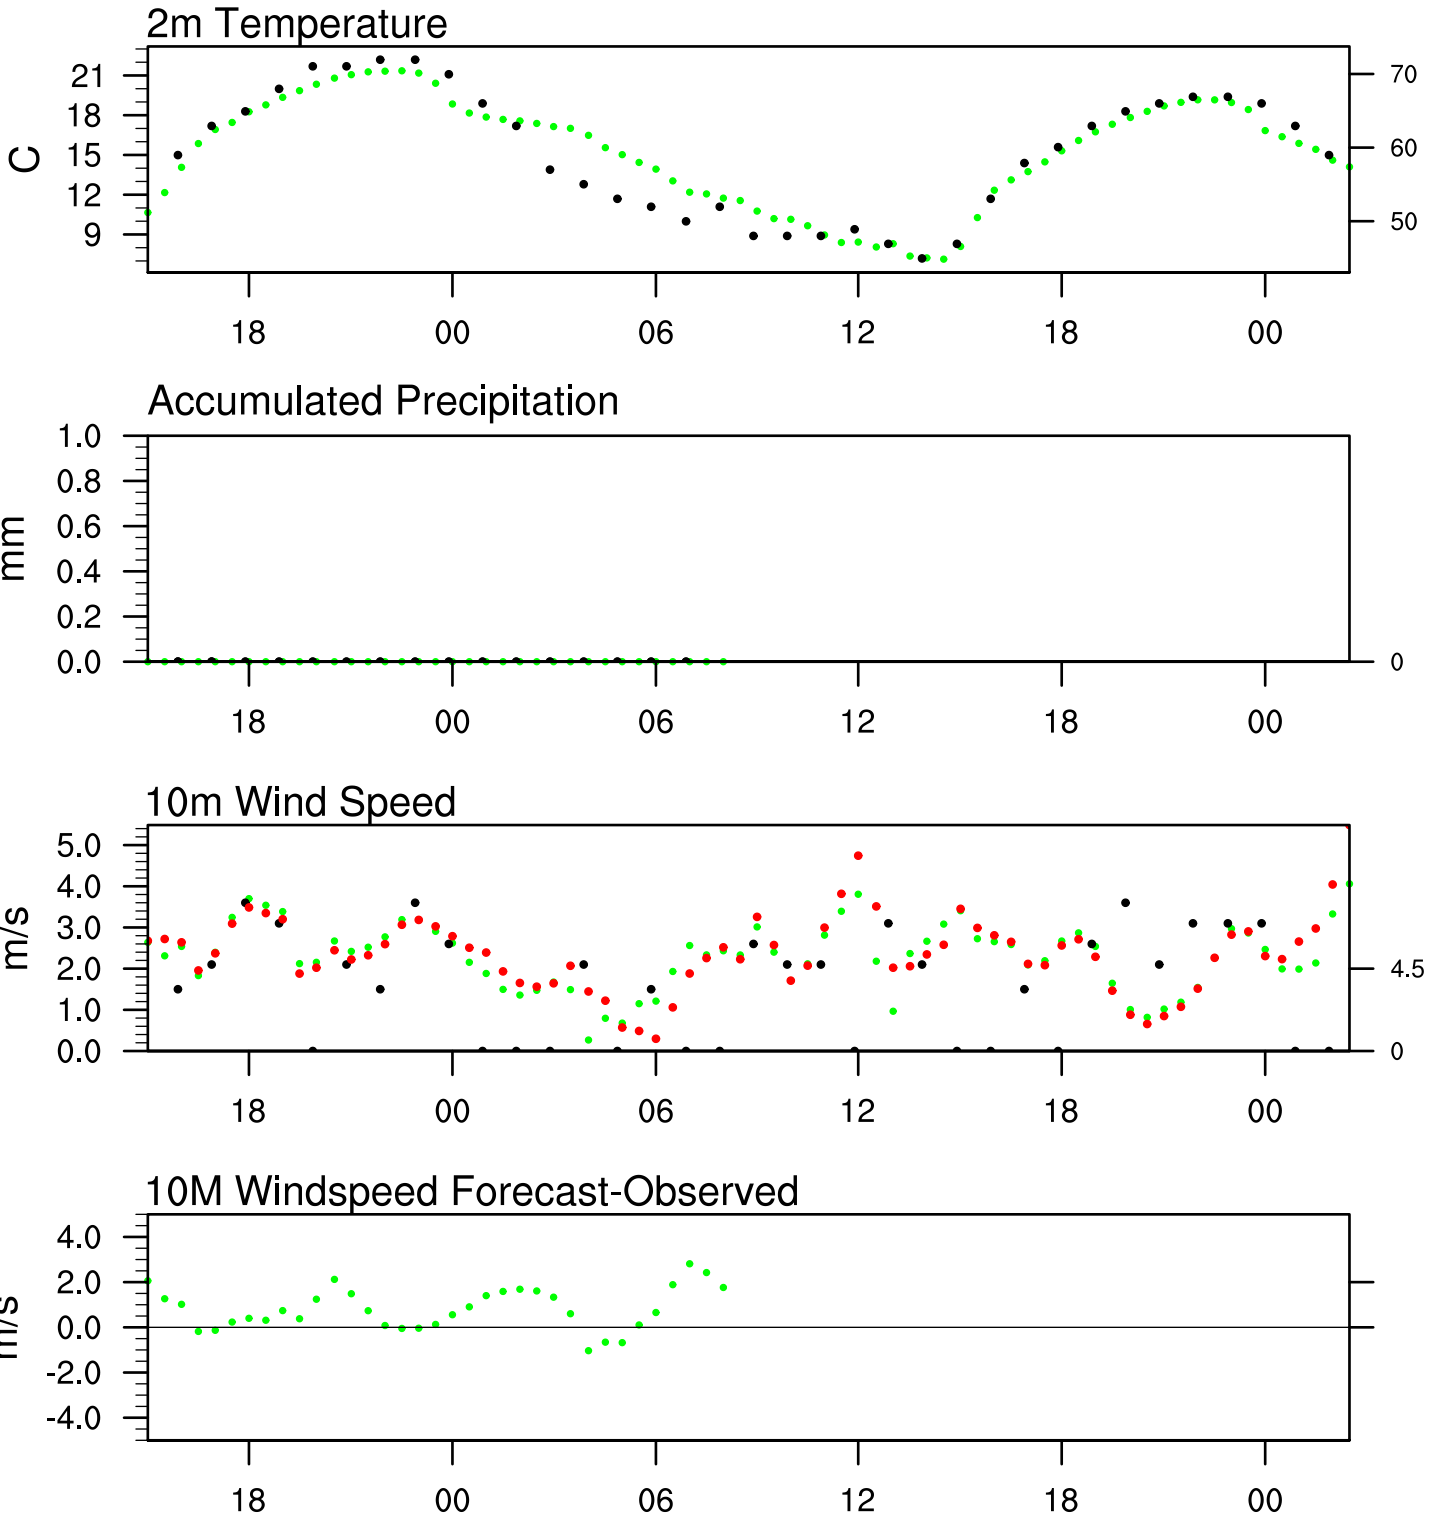 2m Temperature
C
21
18
15
12
9
70
60
50
18 00 06 12 18 00
Accumulated Precipitation
mm
1.0
0.8
0.6
0.4
0.2
0.0
0
18 00 06 12 18 00
10m Wind Speed
m/s
5.0
4.0
3.0
2.0
1.0
0.0
4.5
0
18 00 06 12 18 00
10M Windspeed Forecast-Observed
m/s
4.0
2.0
0.0
-2.0
-4.0
18 00 06 12 18 00